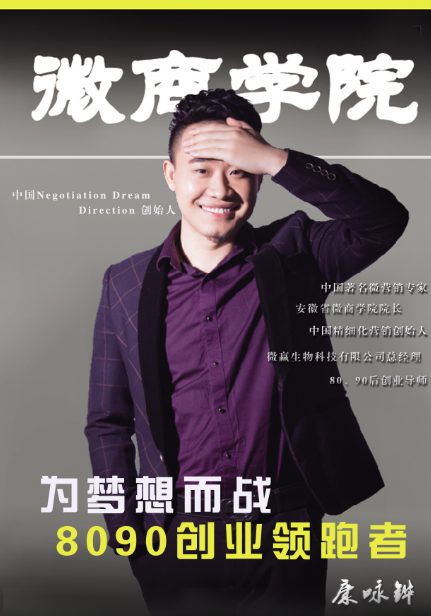 微商学院
中国Negotiation Dream
Direction 创始人
中国著名微营销专家
安徽省微商学院院长
中国精细化营销创始人
微赢生物科技有限公司总经理
80、90后创业导师
为梦想而战
8090创业领跑者
康咏铧